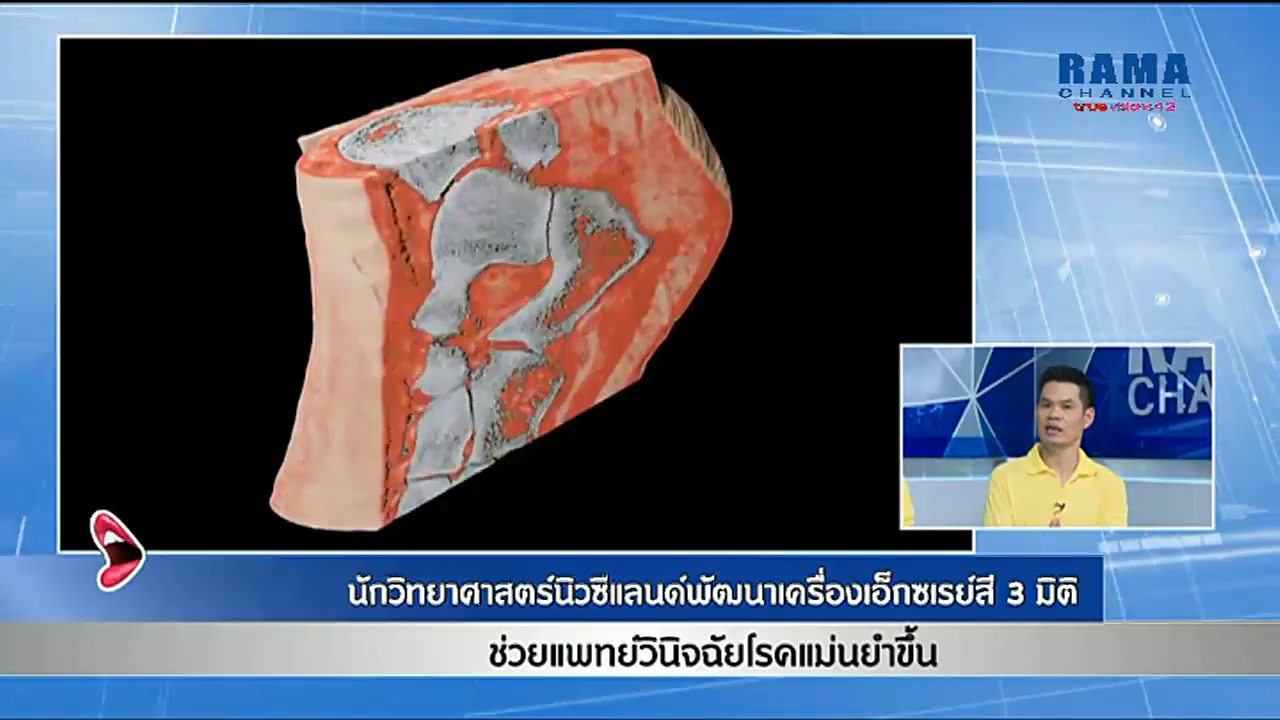 RAMA
CHANNEL
truevisions42
RA
CHA
นักวิทยาศาสตร์นิวซีแลนด์พัฒนาเครื่องเอ็กซเรย์สี 3 มิติ
ช่วยแพทย์วินิจฉัยโรคแม่นยำขึ้น